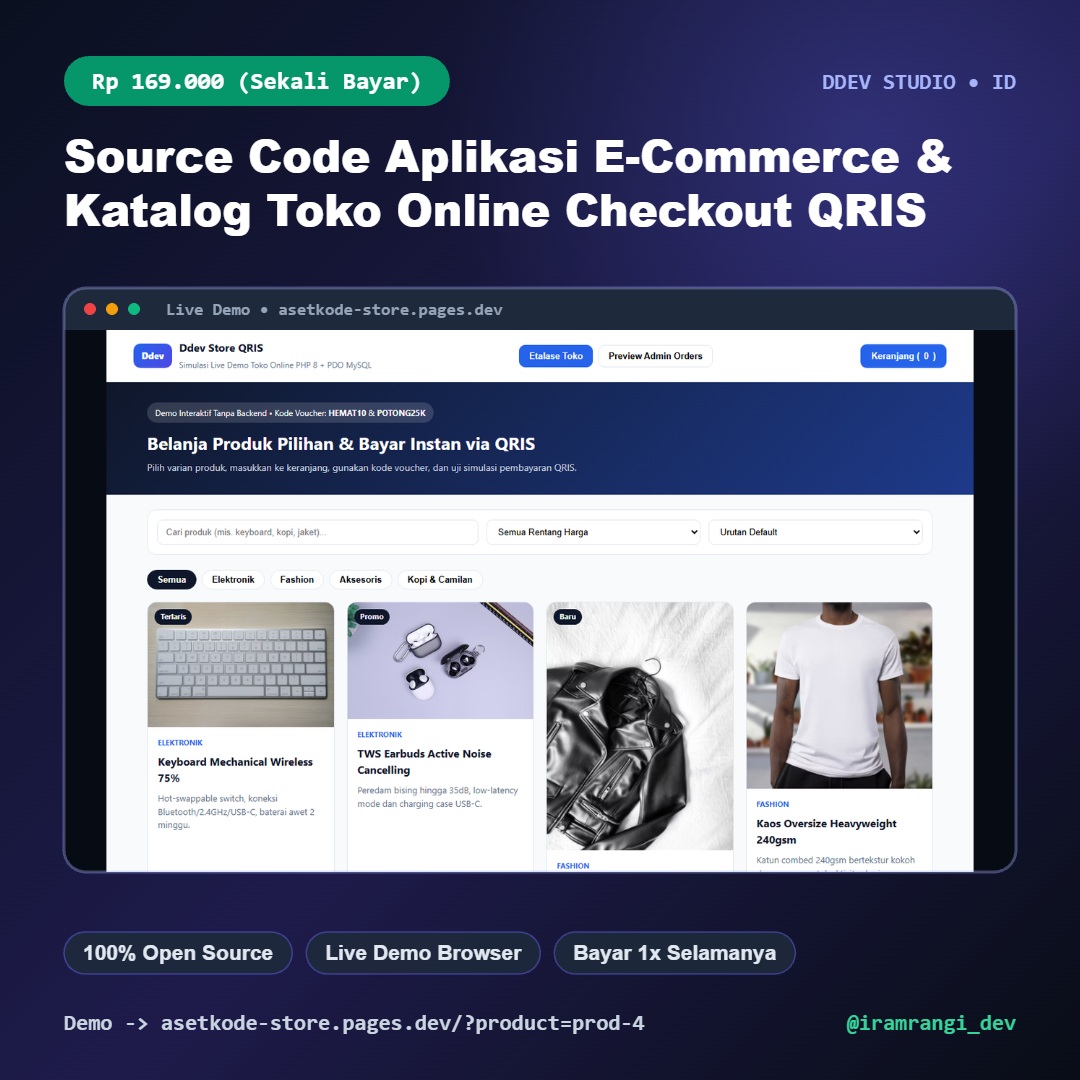 Rp 169.000 (Sekali Bayar)
DDEV STUDIO • ID
Source Code Aplikasi E-Commerce &
Katalog Toko Online Checkout QRIS
Live Demo • asetkode-store.pages.dev
Ddev
Ddev Store QRIS
Simulasi Live Demo Toko Online PHP 8 + PDO MySQL
Etalase Toko
Preview Admin Orders
Keranjang ( 0 )
Demo Interaktif Tanpa Backend • Kode Voucher: HEMAT10 & POTONG25K
Belanja Produk Pilihan & Bayar Instan via QRIS
Pilih varian produk, masukkan ke keranjang, gunakan kode voucher, dan uji simulasi pembayaran QRIS.
Cari produk (mis. keyboard, kopi, jaket)...
Semua Rentang Harga
Urutan Default
Semua
Elektronik
Fashion
Aksesoris
Kopi & Camilan
Terlaris
ELEKTRONIK
Keyboard Mechanical Wireless
75%
Hot-swappable switch, koneksi
Bluetooth/2.4GHz/USB-C, baterai awet 2
minggu.
Promo
ELEKTRONIK
TWS Earbuds Active Noise
Cancelling
Peredam bising hingga 35dB, low-latency
mode dan charging case USB-C.
Baru
FASHION
FASHION
Kaos Oversize Heavyweight
240gsm
Katun combed 240gsm bertekstur kokoh
100% Open Source
Live Demo Browser
Bayar 1x Selamanya
Demo -> asetkode-store.pages.dev/?product=prod-4
@iramrangi_dev